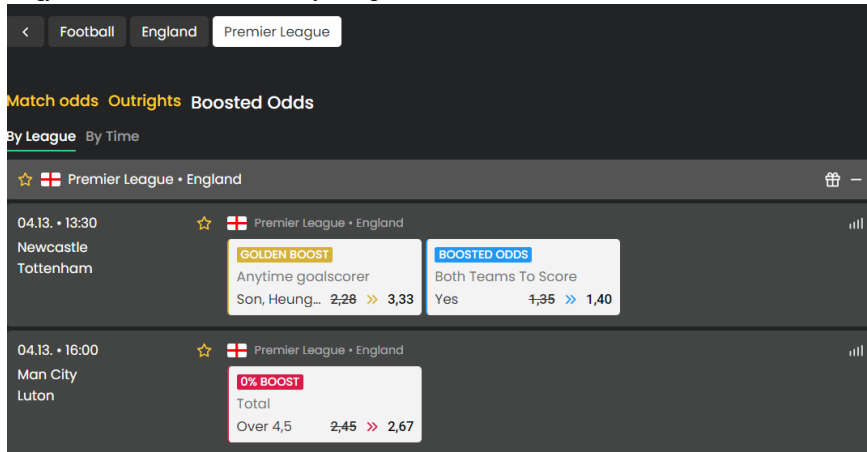 Football England Premier League
Match odds Outrights Boosted Odds
By League By Time
Premier League • England
04.13. • 13:30
Newcastle
Tottenham
Premier League • England
GOLDEN BOOST
Anytime goalscorer
Son, Heung... 2,28 » 3,33
BOOSTED ODDS
Both Teams To Score
Yes 1,35 » 1,40
04.13. • 16:00
Man City
Luton
Premier League • England
0% BOOST
Total
Over 4,5 2,45 » 2,67